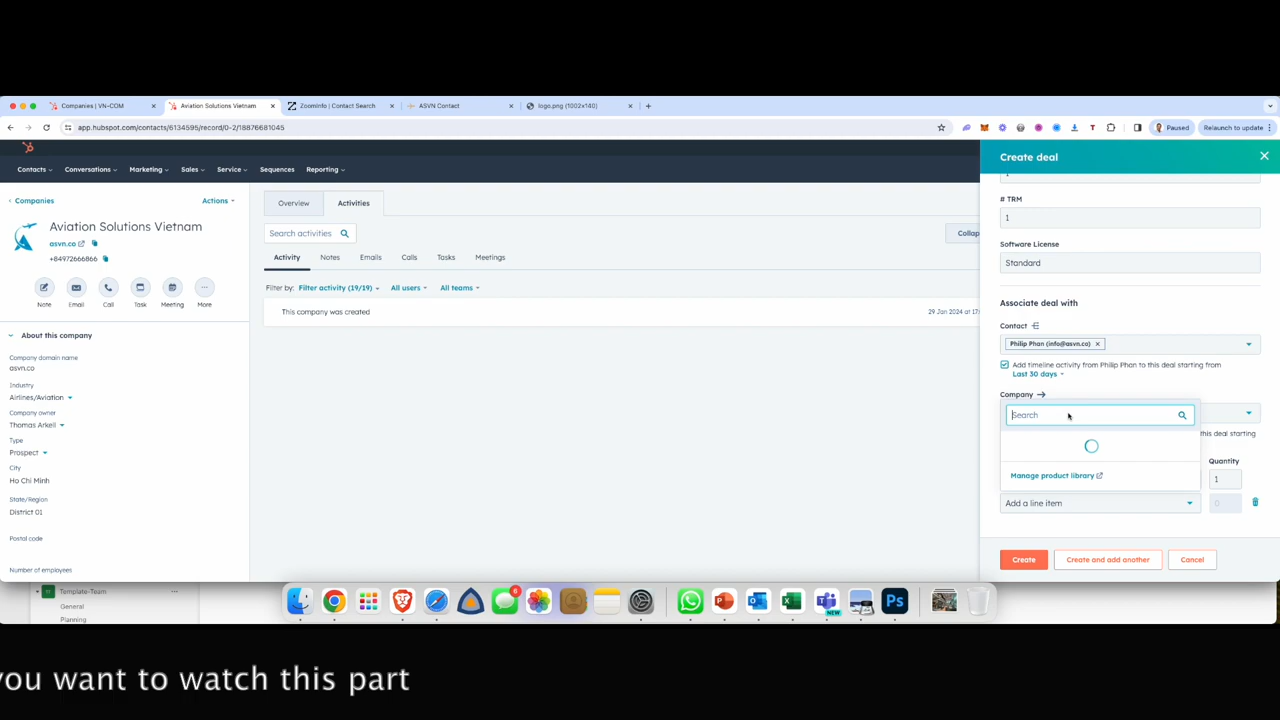 Companies | VN-COM
Aviation Solutions Vietnam
ZoomInfo | Contact Search
ASVN Contact
logo.png (1002x140)
app.hubspot.com/contacts/6134595/record/0-2/18876681045
Paused
Relaunch to update
Contacts
Conversations
Marketing
Sales
Service
Sequences
Reporting
Companies
Actions
Aviation Solutions Vietnam
asvn.co
+84972666866
Note
Email
Call
Task
Meeting
More
About this company
Company domain name
asvn.co
Industry
Airlines/Aviation
Company owner
Thomas Arkell
Type
Prospect
City
Ho Chi Minh
State/Region
District 01
Postal code
Number of employees
Overview
Activities
Search activities
Collap
Activity
Notes
Emails
Calls
Tasks
Meetings
Filter by: Filter activity (19/19)
All users
All teams
This company was created
29 Jan 2024 at 17:
Create deal
# TRM
1
Software License
Standard
Associate deal with
Contact
Philip Phan (info@asvn.co)
Add timeline activity from Philip Phan to this deal starting from
Last 30 days
Company
Search
this deal starting
Quantity
Manage product library
1
Add a line item
0
Create
Create and add another
Cancel
Template-Team
General
Planning
6
NEW
you want to watch this part